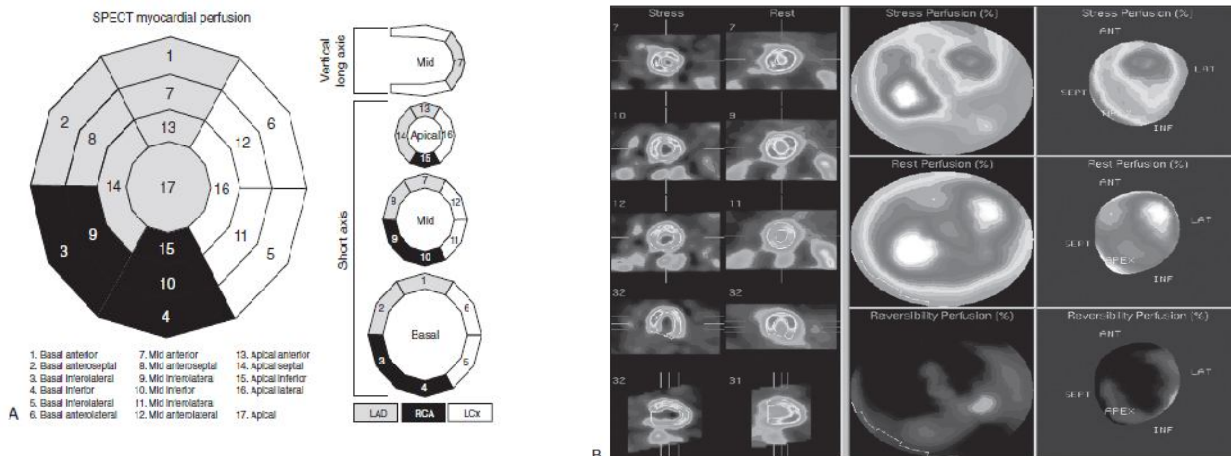 SPECT myocardial perfusion
1
2
7
6
8
13
12
14
17
16
3
9
15
11
5
10
4
1. Basal anterior
2. Basal anteroseptal
3. Basal inferolateral
4. Basal inferior
5. Basal inferolateral
6. Basal anterolateral
7. Mid anterior
8. Mid anteroseptal
9. Mid inferolateral
10. Mid inferior
11. Mid inferolateral
12. Mid anterolateral
13. Apical anterior
14. Apical septal
15. Apical inferior
16. Apical lateral
17. Apical
A
Vertical long axis
Mid
17
Short axis
13
14
Apical
16
15
7
8
12
Mid
9
11
10
1
2
6
Basal
3
5
4
LAD
RCA
LCx
Stress
Rest
7
7
10
9
12
11
32
32
32
31
Stress Perfusion (%)
Rest Perfusion (%)
Reversibility Perfusion (%)
Stress Perfusion (%)
ANT
LAT
SEPT
INF
Rest Perfusion (%)
ANT
LAT
SEPT
APEX
INF
Reversibility Perfusion (%)
ANT
LAT
SEPT
APEX
INF
B